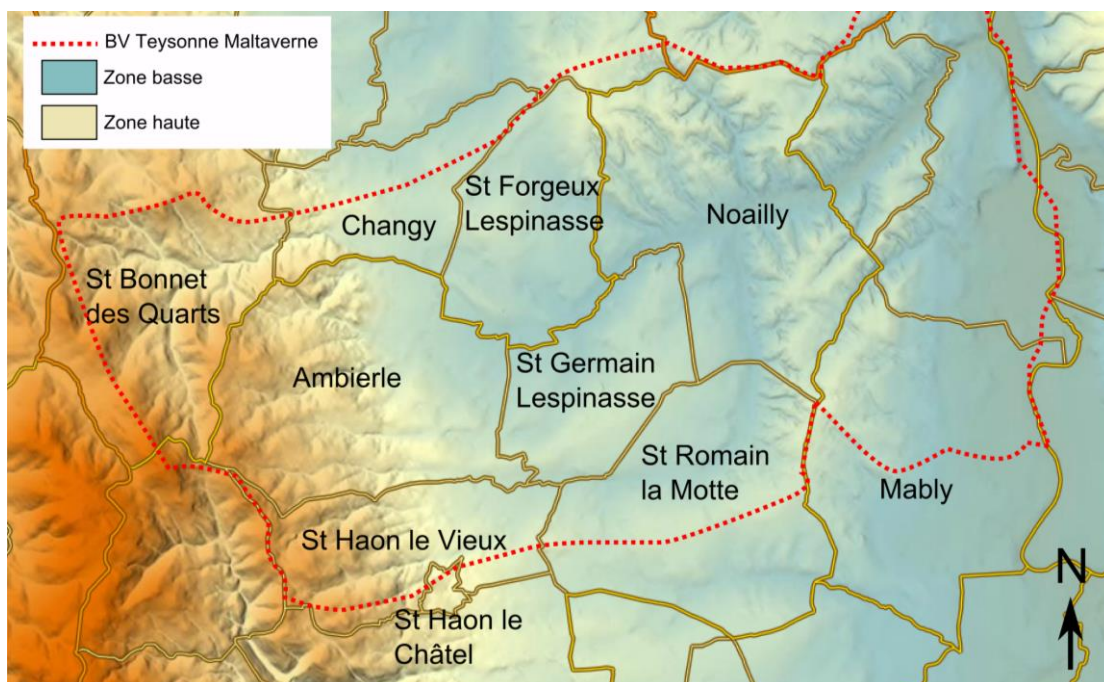 BV Teysonne Maltaverne
Zone basse
Zone haute
St Forgeux
Lespinasse
Changy
Noailly
St Bonnet
des Quarts
Ambierle
St Germain
Lespinasse
St Romain
la Motte
Mably
St Haon le Vieux
St Haon le
Châtel
N